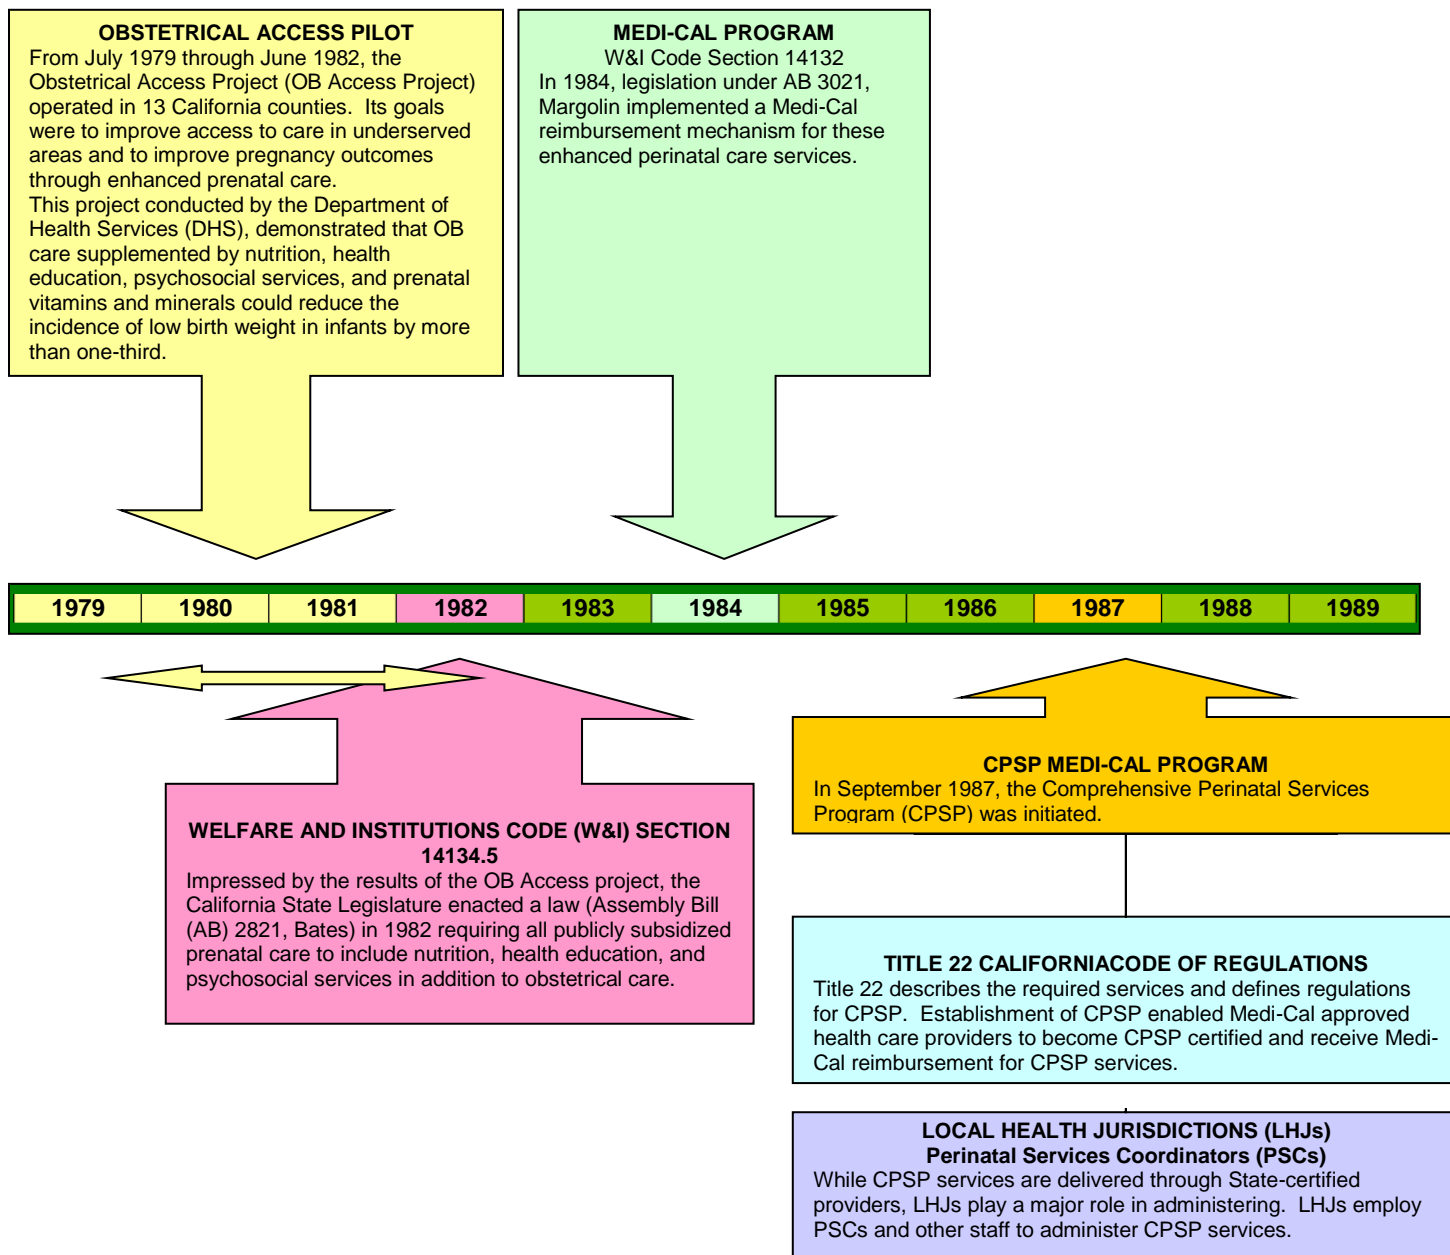 OBSTETRICAL ACCESS PILOT
From July 1979 through June 1982, the
Obstetrical Access Project (OB Access Project)
operated in 13 California counties.  Its goals
were to improve access to care in underserved
areas and to improve pregnancy outcomes
through enhanced prenatal care.
This project conducted by the Department of
Health Services (DHS), demonstrated that OB
care supplemented by nutrition, health
education, psychosocial services, and prenatal
vitamins and minerals could reduce the
incidence of low birth weight in infants by more
than one-third.
MEDI-CAL PROGRAM
W&I Code Section 14132
In 1984, legislation under AB 3021,
Margolin implemented a Medi-Cal
reimbursement mechanism for these
enhanced perinatal care services.
1979 1980 1981 1982 1983 1984 1985 1986 1987 1988 1989
WELFARE AND INSTITUTIONS CODE (W&I) SECTION
14134.5
Impressed by the results of the OB Access project, the
California State Legislature enacted a law (Assembly Bill
(AB) 2821, Bates) in 1982 requiring all publicly subsidized
prenatal care to include nutrition, health education, and
psychosocial services in addition to obstetrical care.
CPSP MEDI-CAL PROGRAM
In September 1987, the Comprehensive Perinatal Services
Program (CPSP) was initiated.
TITLE 22 CALIFORNIACODE OF REGULATIONS
Title 22 describes the required services and defines regulations
for CPSP.  Establishment of CPSP enabled Medi-Cal approved
health care providers to become CPSP certified and receive Medi-
Cal reimbursement for CPSP services.
LOCAL HEALTH JURISDICTIONS (LHJs)
Perinatal Services Coordinators (PSCs)
While CPSP services are delivered through State-certified
providers, LHJs play a major role in administering.  LHJs employ
PSCs and other staff to administer CPSP services.